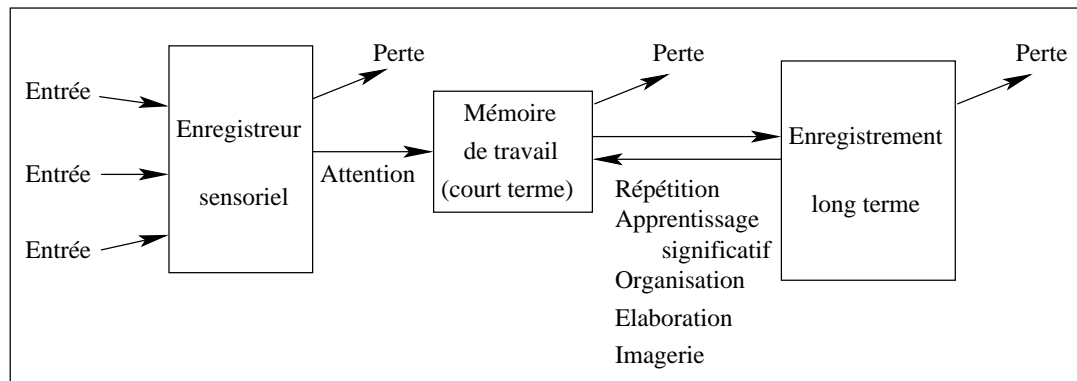 Entrée
Entrée
Entrée
Enregistreur
sensoriel
Perte
Attention
Mémoire
de travail
(court terme)
Perte
Répétition
Apprentissage
significatif
Organisation
Elaboration
Imagerie
Enregistrement
long terme
Perte